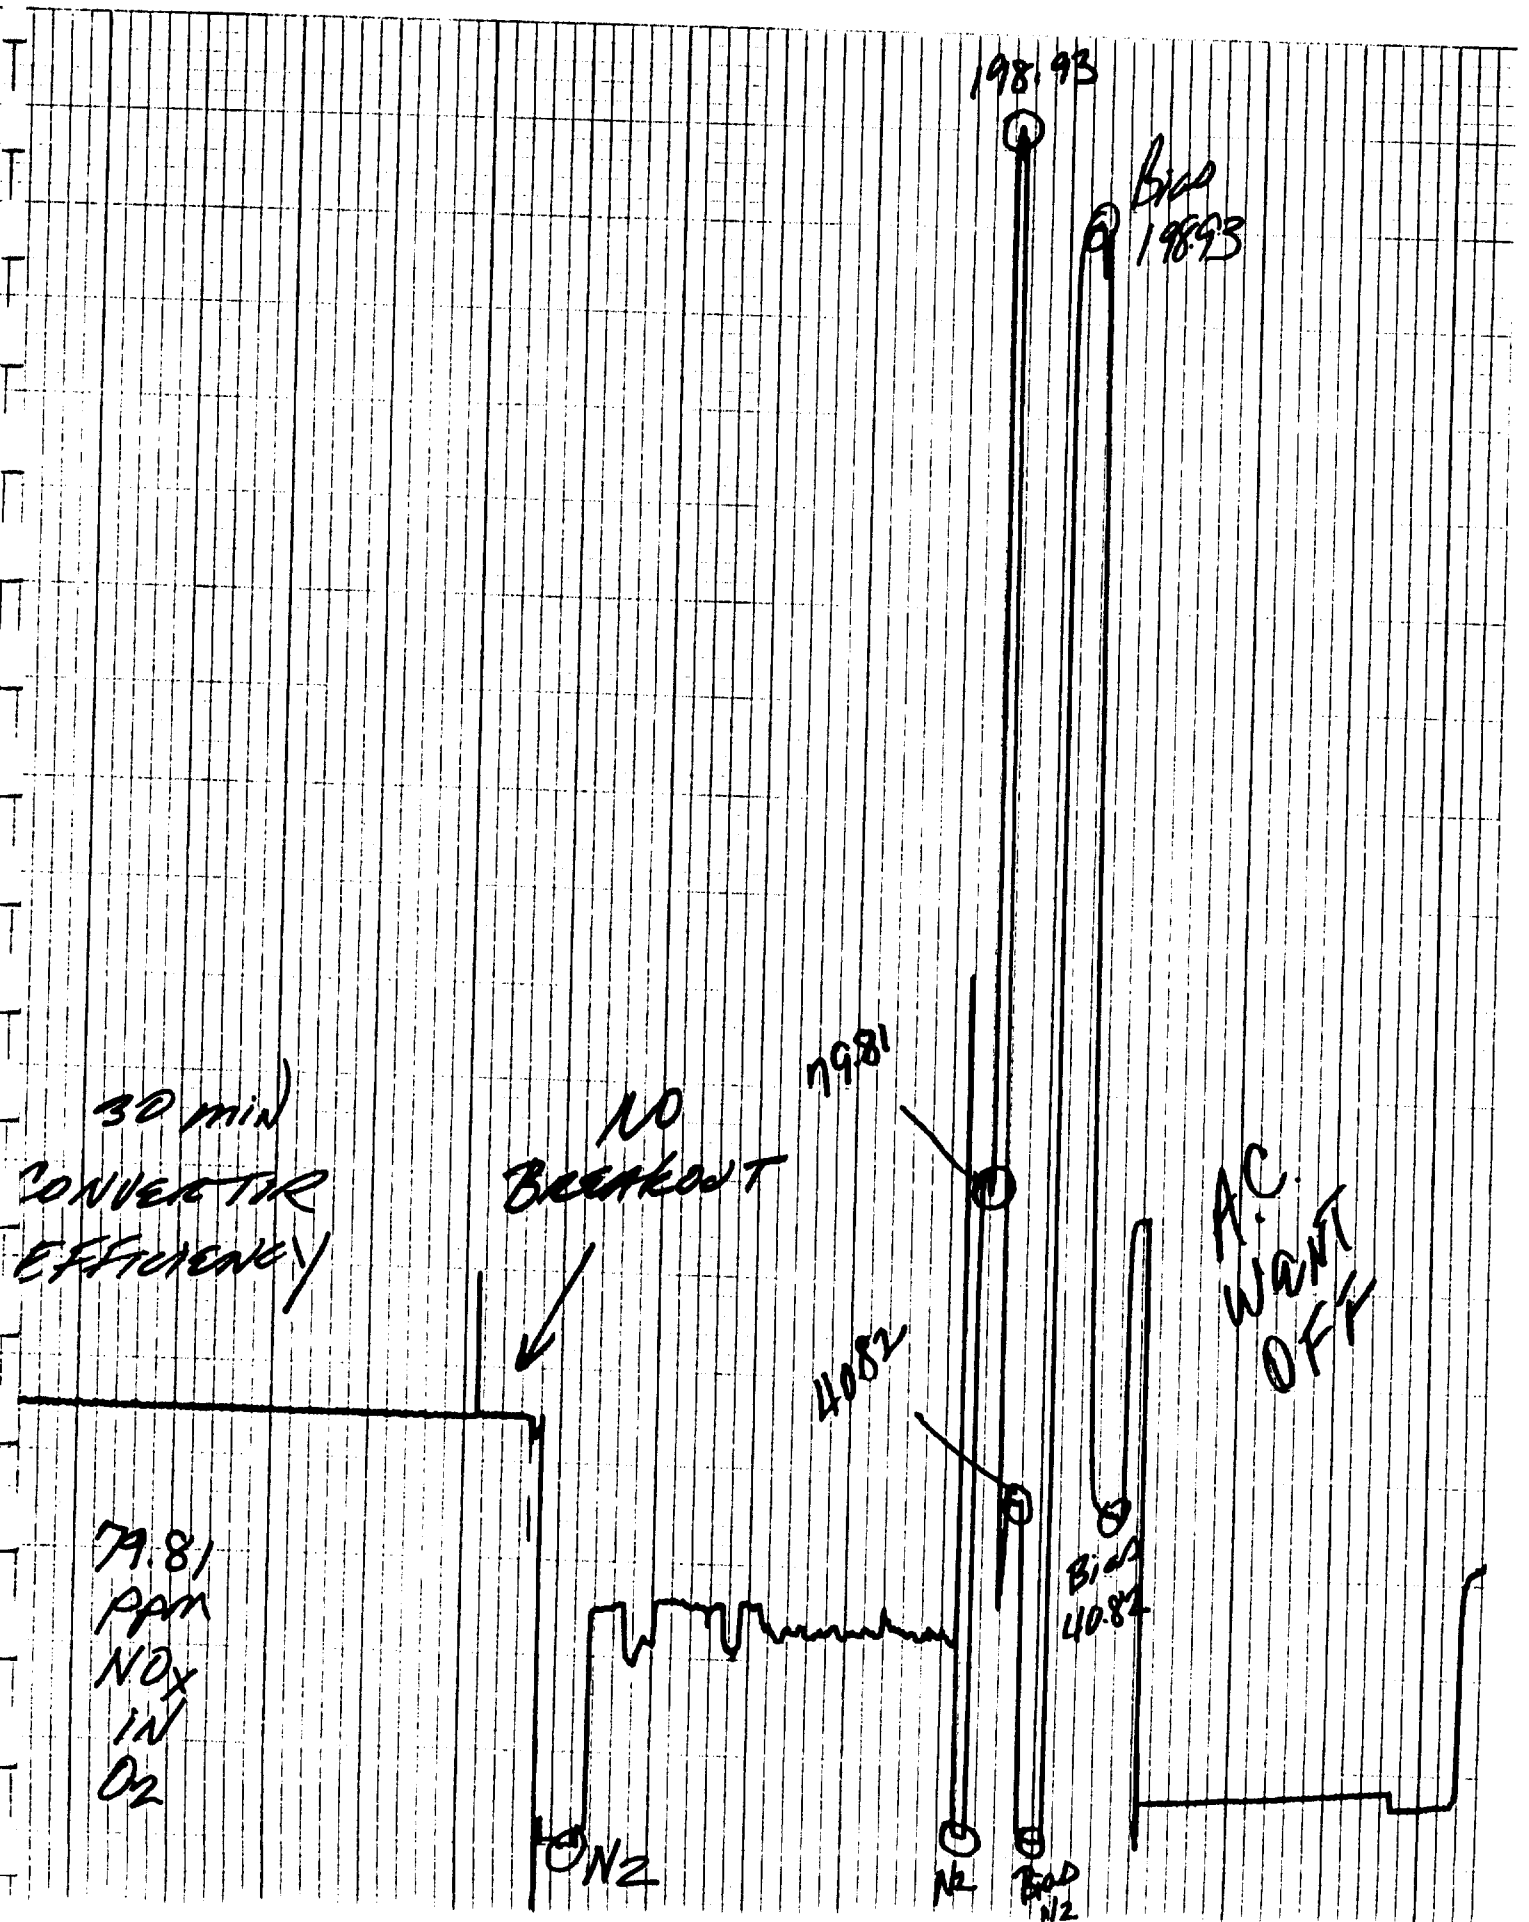 198.93
Bias
198.93
79.81
30 min
CONVERTER
EFFICIENCY
NO
BREAKOUT
A.C.
WENT
OFF
40.82
79.81
PPM
NOx
IN
O2
Bias
40.82
N2
N2
Bias
N2